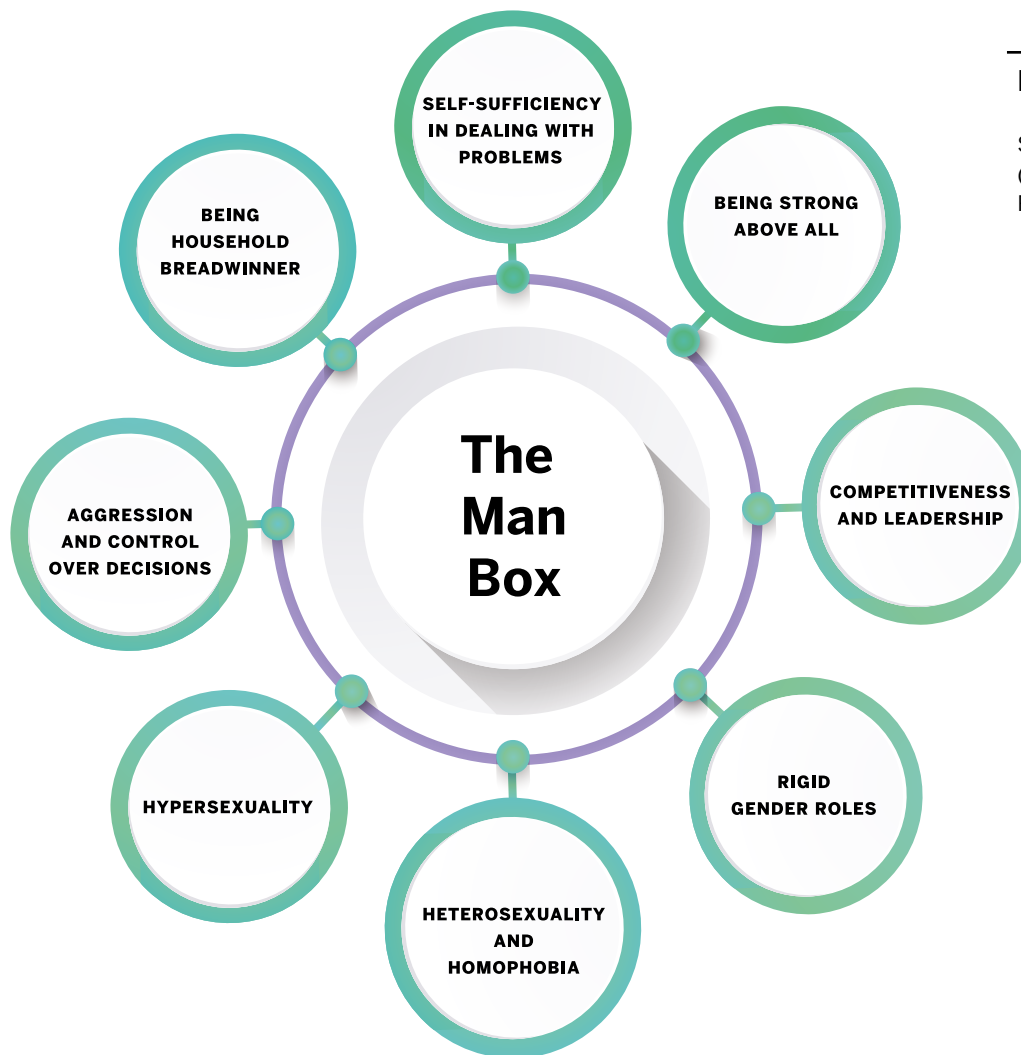 SELF-SUFFICIENCY
IN DEALING WITH
PROBLEMS
BEING STRONG
ABOVE ALL
COMPETITIVENESS
AND LEADERSHIP
RIGID
GENDER ROLES
HETEROSEXUALITY
AND
HOMOPHOBIA
HYPERSEXUALITY
AGGRESSION
AND CONTROL
OVER DECISIONS
BEING
HOUSEHOLD
BREADWINNER
The
Man
Box